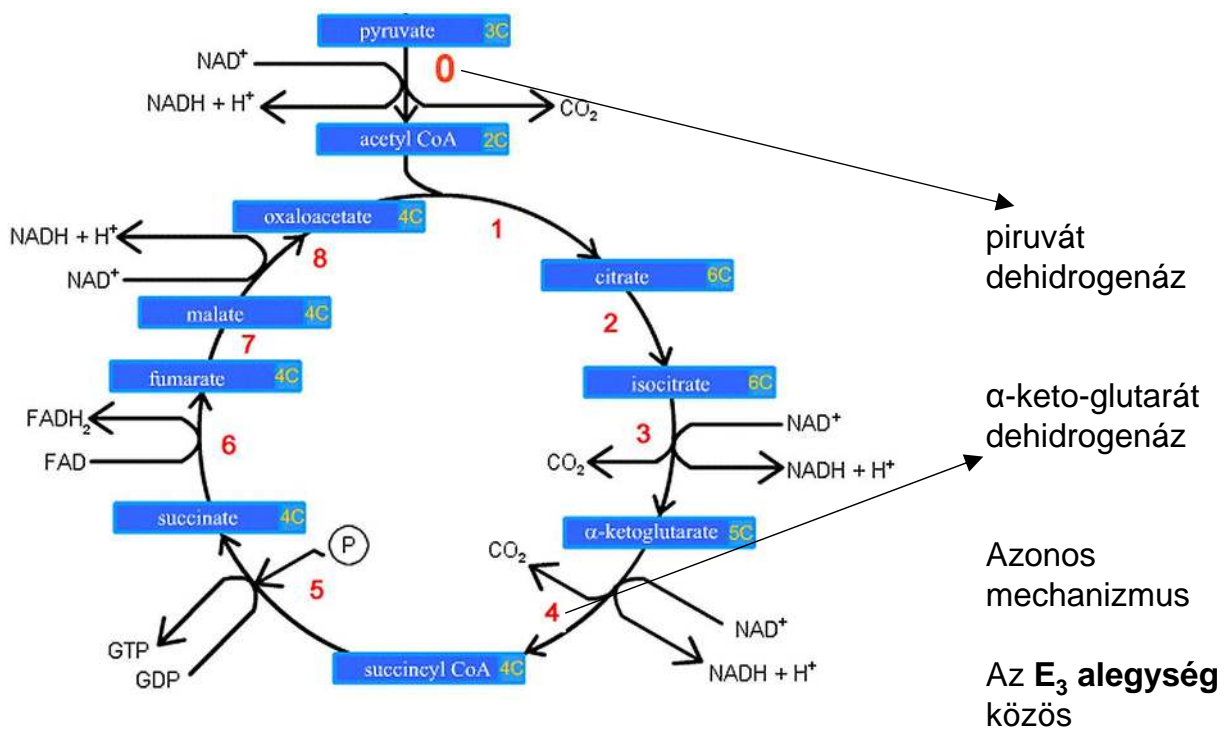 pyruvate 3C
NAD⁺
0
NADH + H⁺
CO₂
acetyl CoA 2C
oxaloacetate 4C
1
NADH + H⁺
8
NAD⁺
citrate 6C
malate 4C
2
7
fumarate 4C
isocitrate 6C
FADH₂
6
FAD
3
NAD⁺
CO₂
NADH + H⁺
succinate 4C
α-ketoglutarate 5C
P
CO₂
5
4
NAD⁺
GTP
GDP
NADH + H⁺
succincyl CoA 4C
piruvát
dehidrogenáz
α-keto-glutarát
dehidrogenáz
Azonos
mechanizmus
Az E₃ alegység
közös